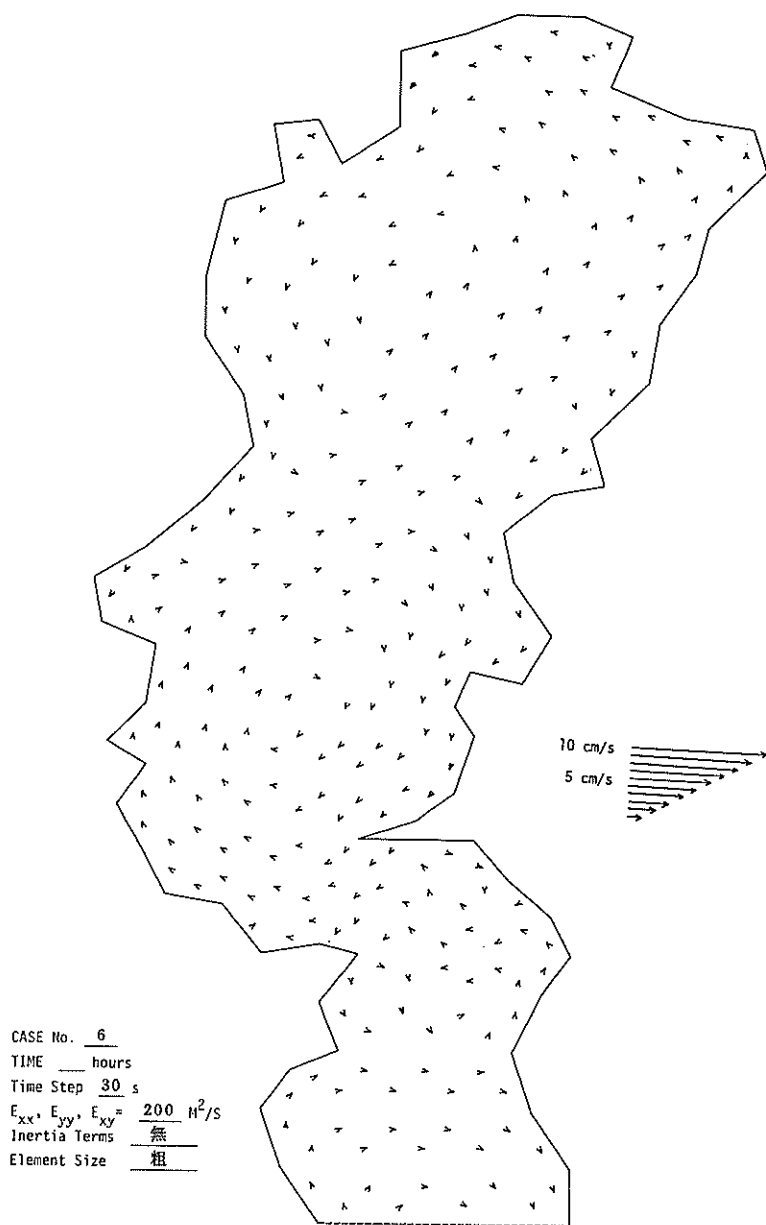 10 cm/s
5 cm/s
CASE No. 6
TIME ___ hours
Time Step 30 s
Exx, Eyy, Exy= 200 M²/S
Inertia Terms 無
Element Size 粗